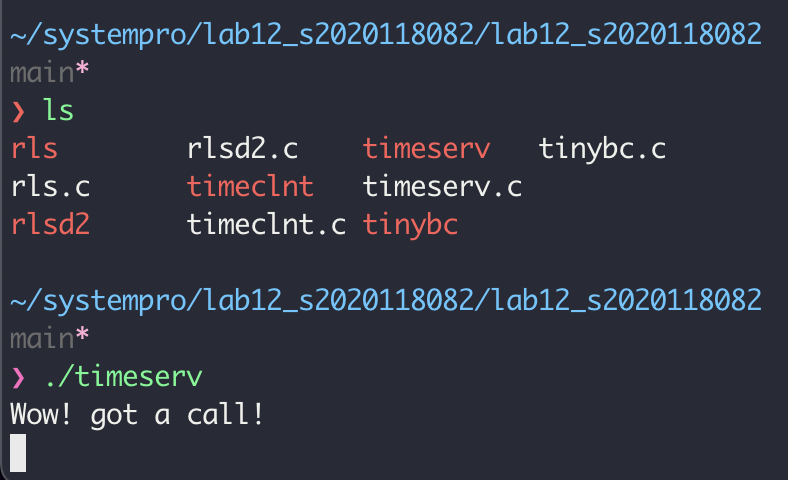 ~/systempro/lab12_s2020118082/lab12_s2020118082
main*
❯ ls
rls rlsd2.c timeserv tinybc.c
rls.c timeclnt timeserv.c
rlsd2 timeclnt.c tinybc
~/systempro/lab12_s2020118082/lab12_s2020118082
main*
❯ ./timeserv
Wow! got a call!